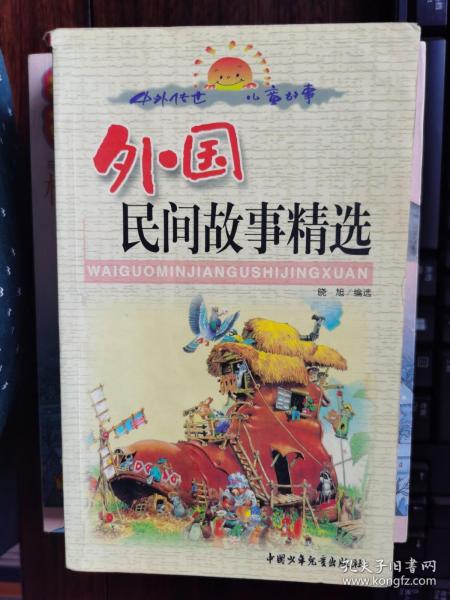 中外传世 儿童故事
外国
民间故事精选
WAIGUOMINJIANGUSHIJINGXUAN
晓旭/编选
中国少年儿童出版社
孔夫子旧书网
www.kongfz.com